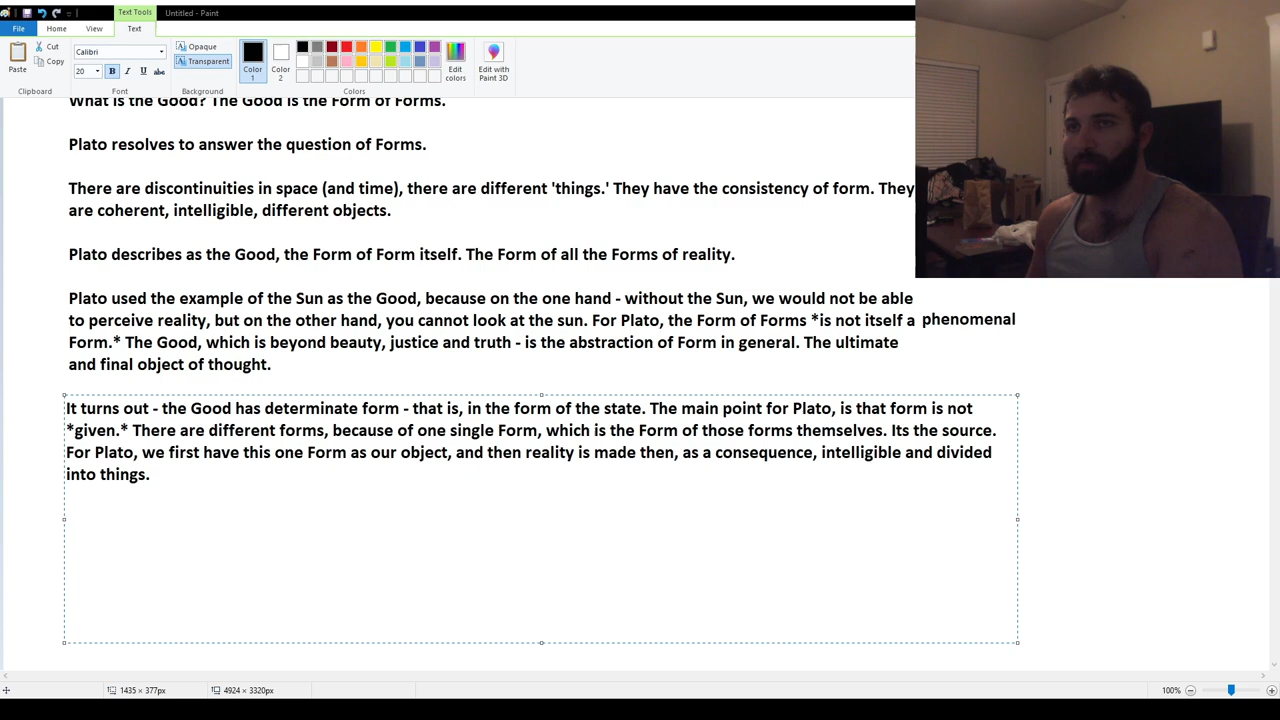 Text Tools
Untitled - Paint
File
Home
View
Text
Paste
Cut
Copy
Clipboard
Calibri
20
B
I
U
abc
Font
Opaque
Transparent
Background
Color 1
Color 2
Edit colors
Edit with Paint 3D
Colors
What is the Good? The Good is the Form of Forms.
Plato resolves to answer the question of Forms.
There are discontinuities in space (and time), there are different 'things.' They have the consistency of form. They
are coherent, intelligible, different objects.
Plato describes as the Good, the Form of Form itself. The Form of all the Forms of reality.
Plato used the example of the Sun as the Good, because on the one hand - without the Sun, we would not be able
to perceive reality, but on the other hand, you cannot look at the sun. For Plato, the Form of Forms *is not itself a phenomenal
Form.* The Good, which is beyond beauty, justice and truth - is the abstraction of Form in general. The ultimate
and final object of thought.
It turns out - the Good has determinate form - that is, in the form of the state. The main point for Plato, is that form is not
*given.* There are different forms, because of one single Form, which is the Form of those forms themselves. Its the source.
For Plato, we first have this one Form as our object, and then reality is made then, as a consequence, intelligible and divided
into things.
1435 × 377px
4924 × 3320px
100%